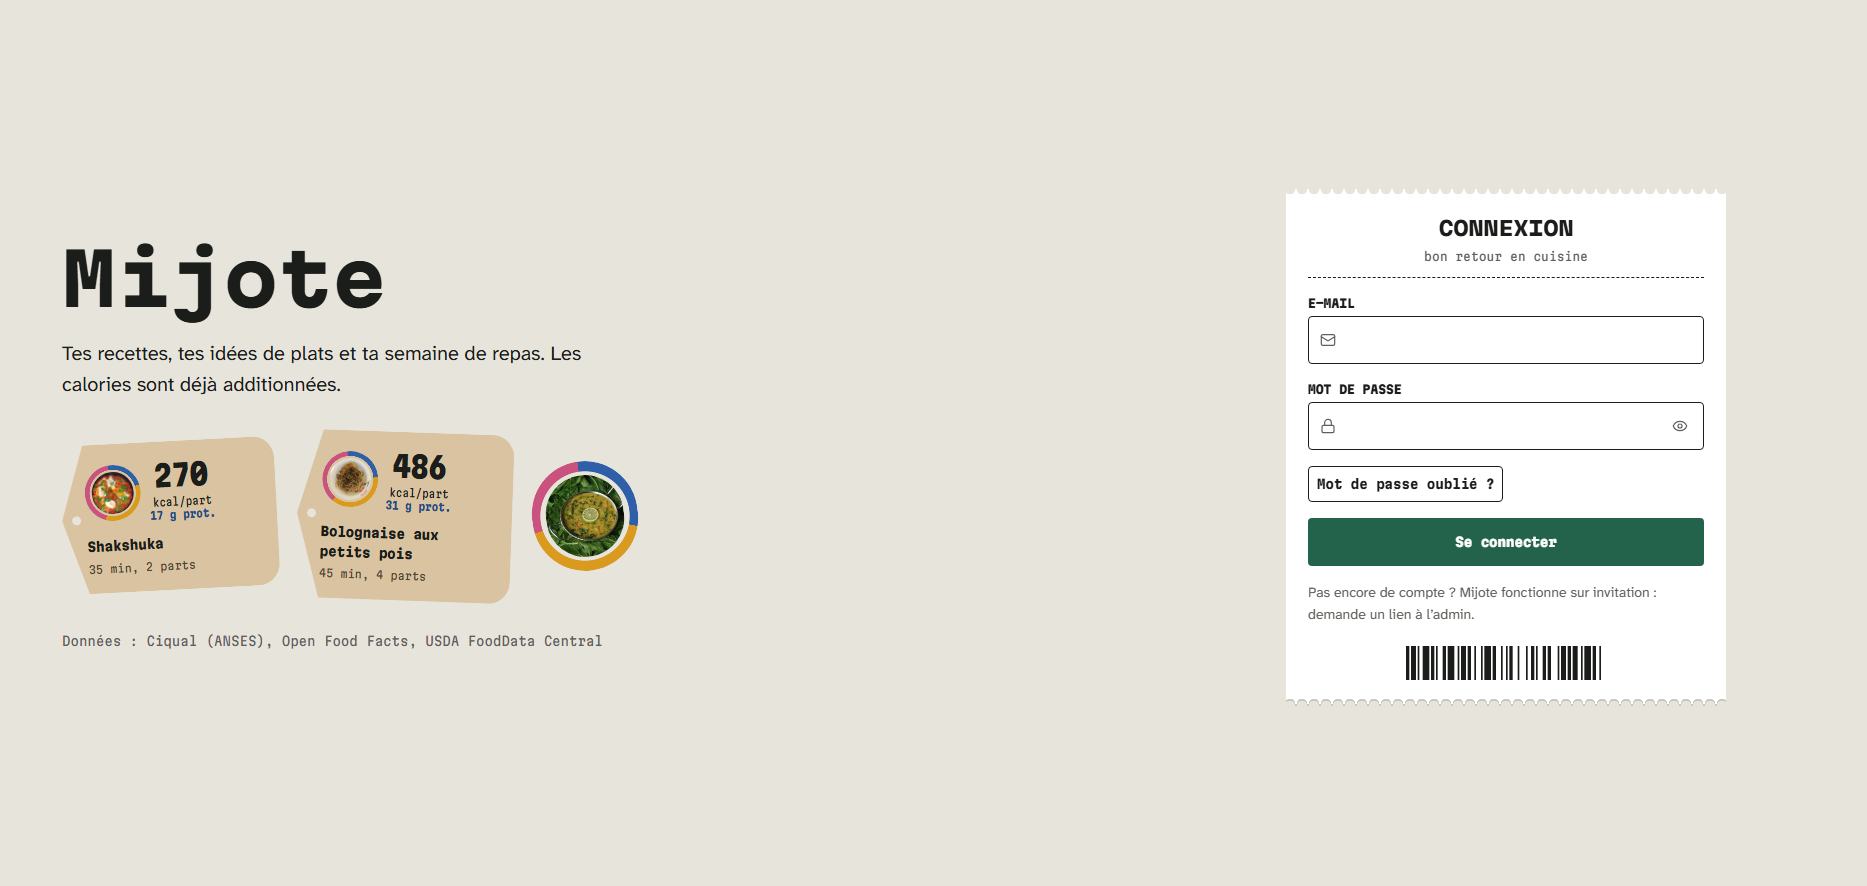 Mijote
Tes recettes, tes idées de plats et ta semaine de repas. Les
calories sont déjà additionnées.
270
kcal/part
17 g prot.
Shakshuka
35 min, 2 parts
486
kcal/part
31 g prot.
Bolognaise aux
petits pois
45 min, 4 parts
Données : Ciqual (ANSES), Open Food Facts, USDA FoodData Central
CONNEXION
bon retour en cuisine
E-MAIL
MOT DE PASSE
Mot de passe oublié ?
Se connecter
Pas encore de compte ? Mijote fonctionne sur invitation :
demande un lien à l’admin.